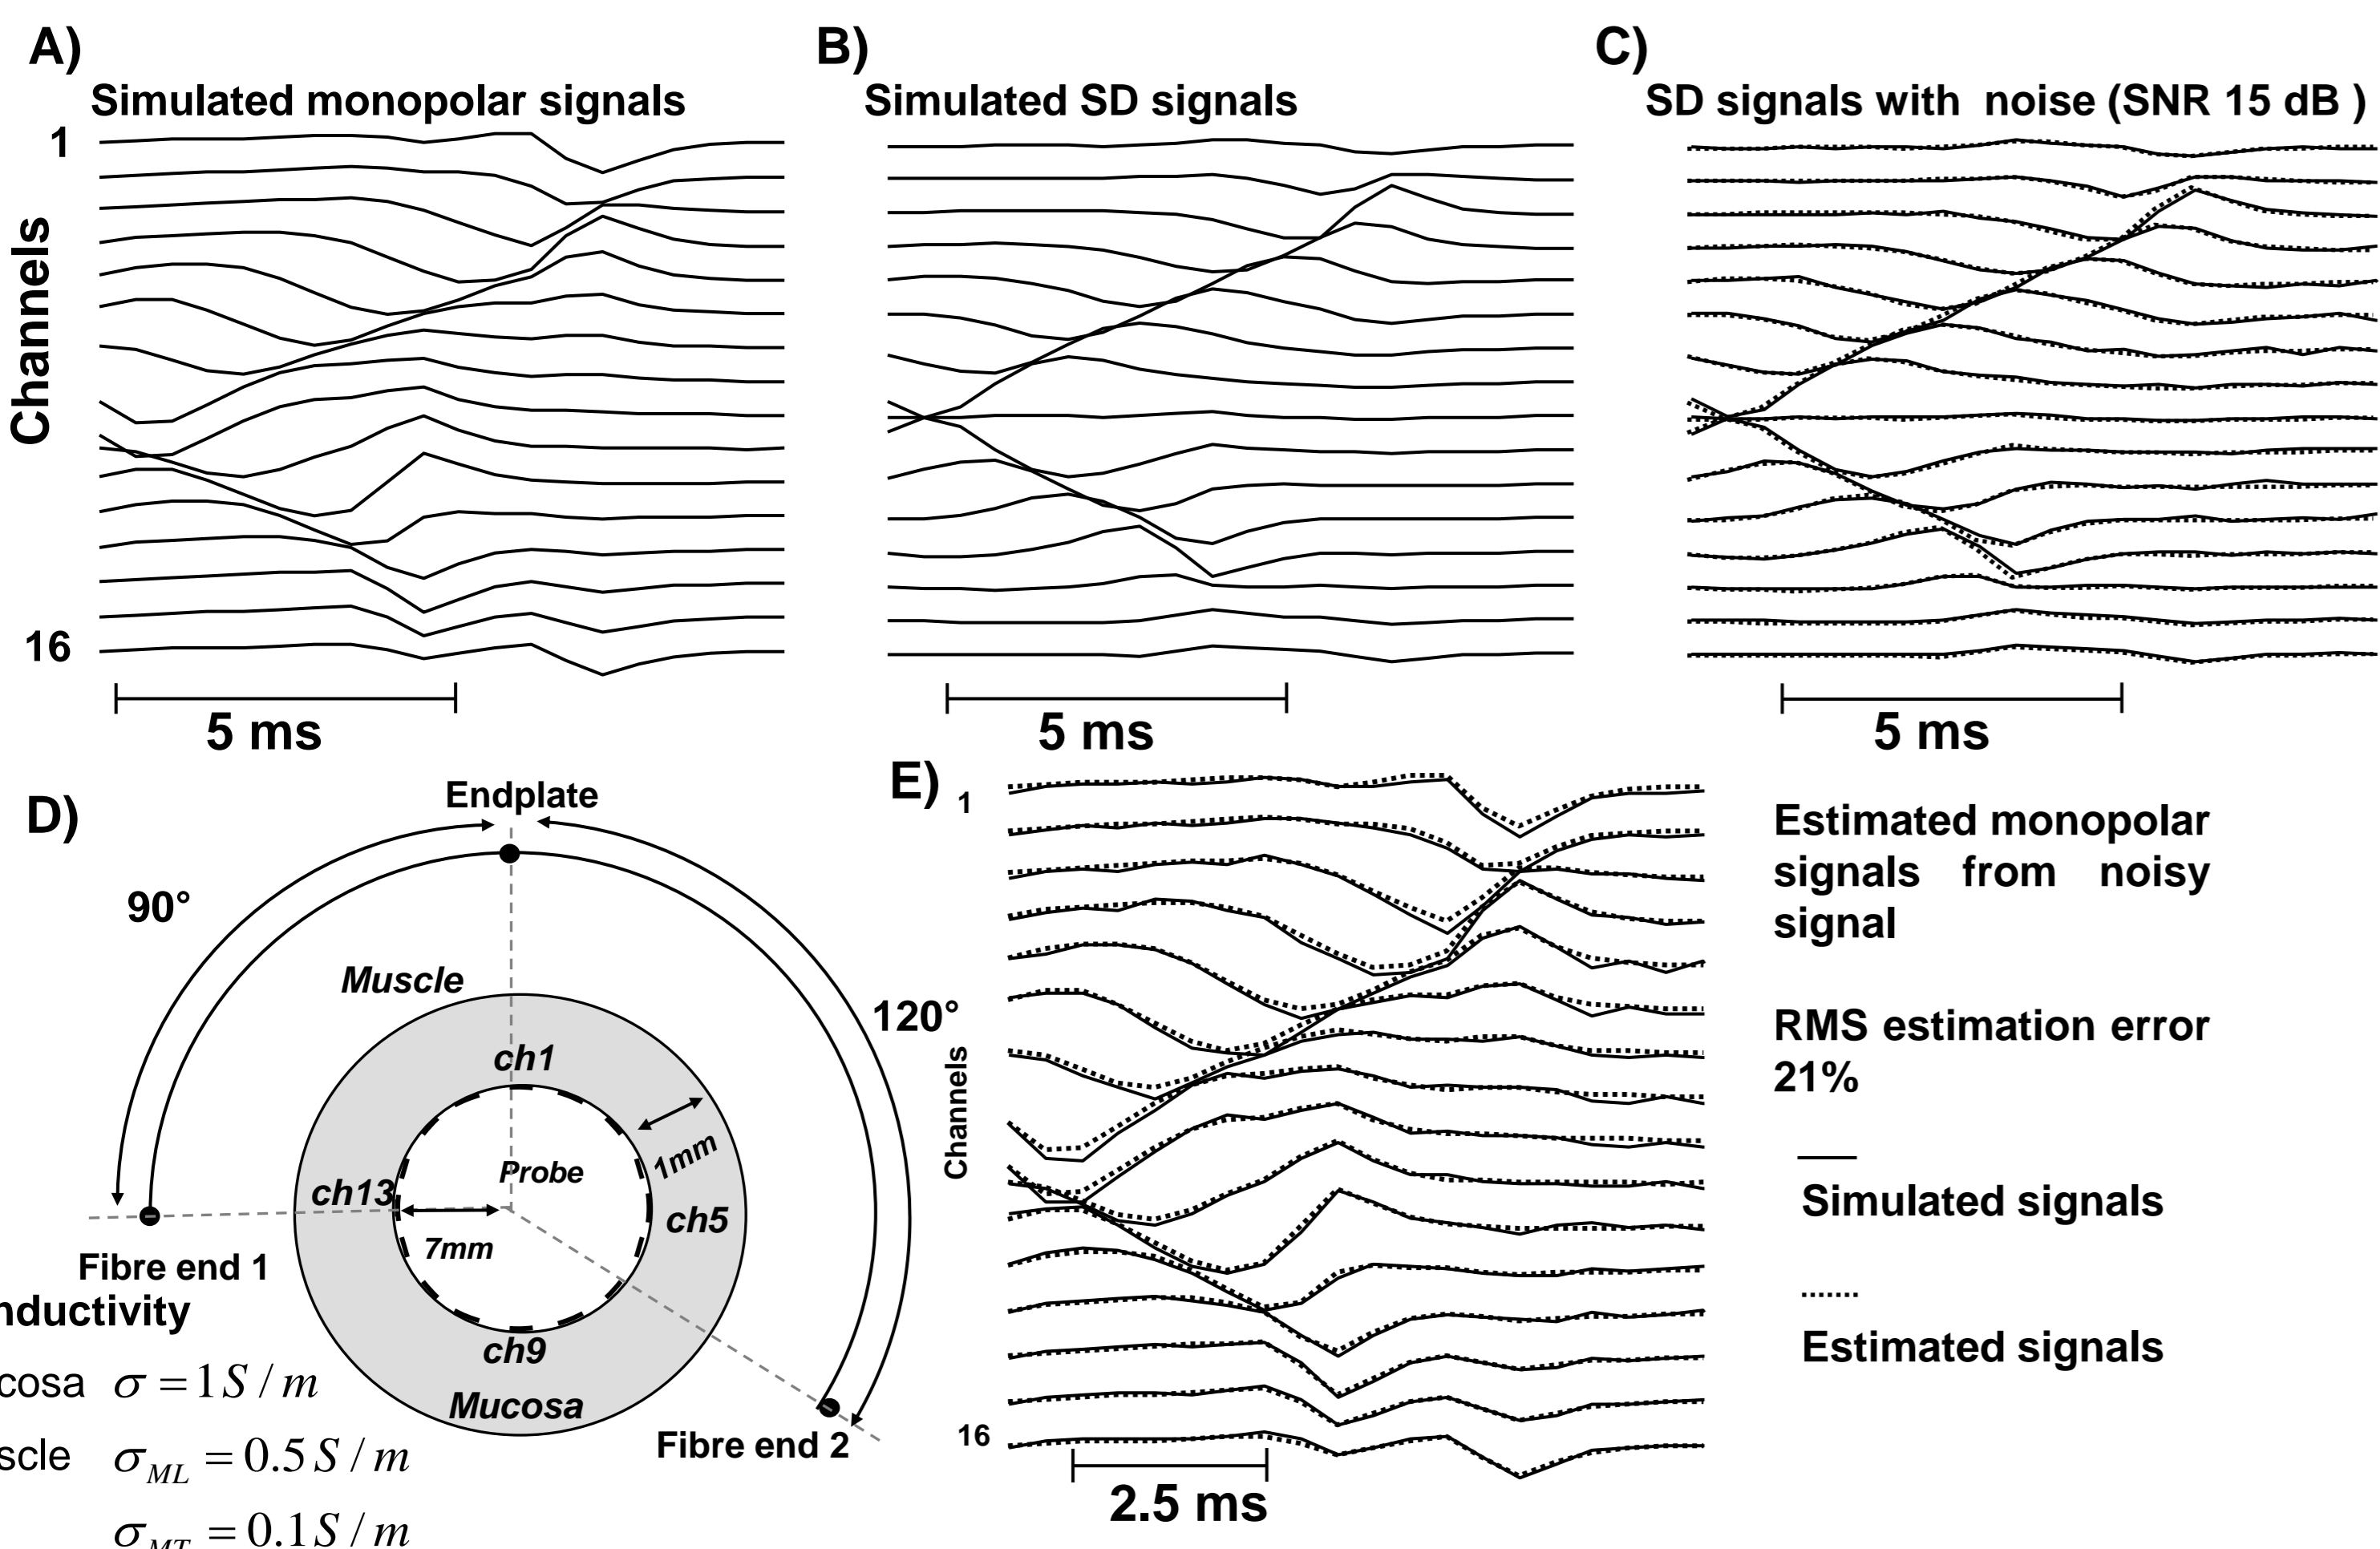 A)
Simulated monopolar signals
1
Channels
16
5 ms
B)
Simulated SD signals
5 ms
C)
SD signals with noise (SNR 15 dB )
5 ms
D)
Endplate
90°
120°
Muscle
ch1
1mm
Probe
ch13
ch5
7mm
ch9
Mucosa
Fibre end 1
Fibre end 2
nductivity
cosa σ = 1 S / m
scle σML = 0.5 S / m
σMT = 0.1 S / m
E)
1
Channels
16
2.5 ms
Estimated monopolar
signals from noisy
signal
RMS estimation error
21%
Simulated signals
Estimated signals